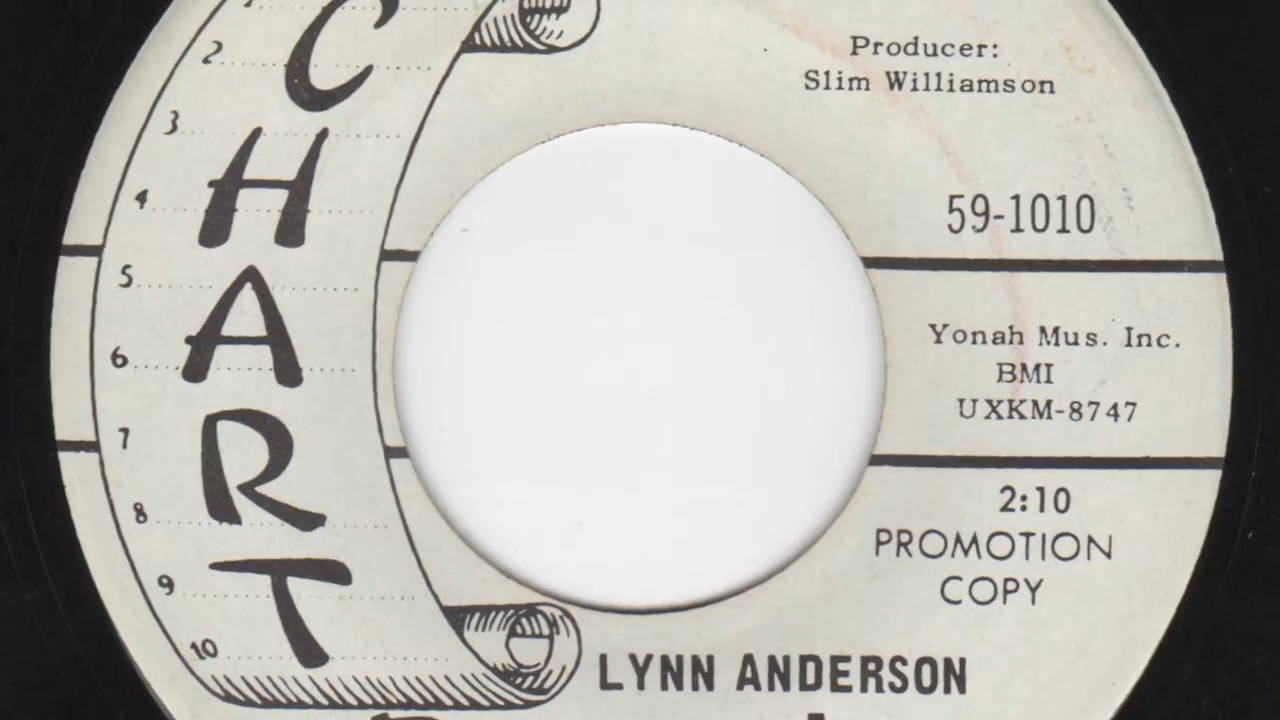 CHART
1
2
3
4
5
6
7
8
9
10
Producer:
Slim Williamson
59-1010
Yonah Mus. Inc.
BMI
UXKM-8747
2:10
PROMOTION
COPY
LYNN ANDERSON